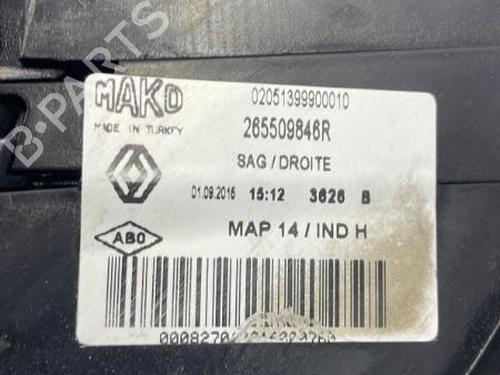 B-PARTS
MAKO
02051399900010
MADE IN TURKEY
265509846R
SAG / DROITE
01.09.2016 15:12 3626 B
ABO
MAP 14 / IND H